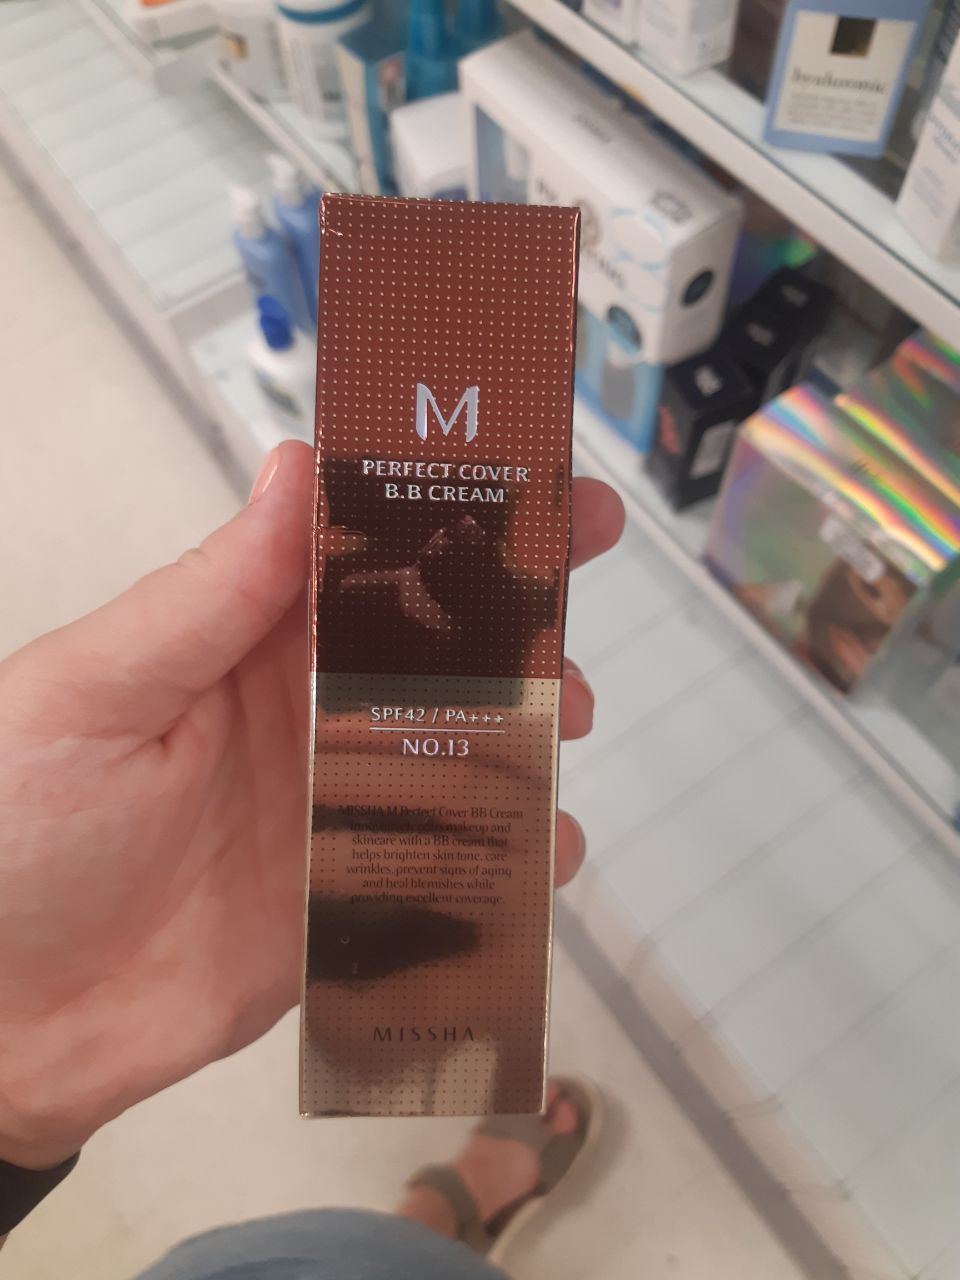 hyaluronic
M
PERFECT COVER
B.B CREAM
SPF42 / PA+++
NO.13
MISSHA M Perfect Cover BB Cream
makeup and
skincare with a BB cream that
helps brighten skin tone, care
wrinkles, prevent signs of aging
and heal blemishes while
providing excellent coverage.
MISSHA